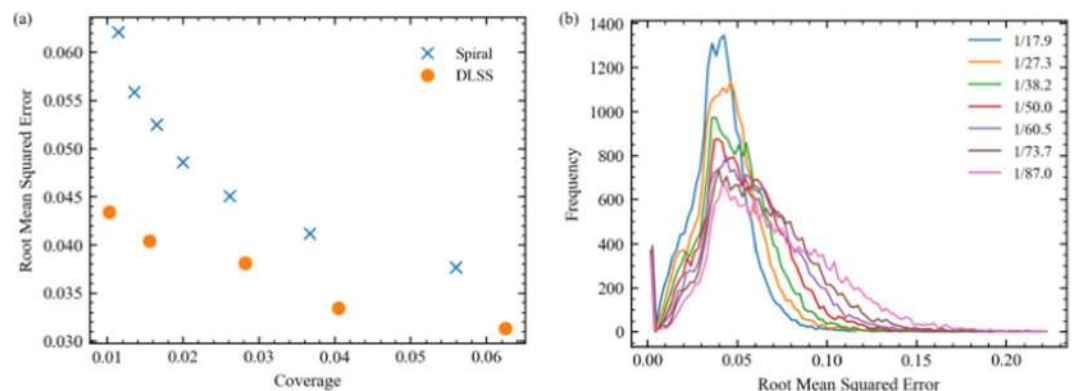 (a)
0.060
0.055
0.050
0.045
0.040
0.035
0.030
Root Mean Squared Error
Spiral
DLSS
0.01 0.02 0.03 0.04 0.05 0.06
Coverage
(b)
1400
1200
1000
800
600
400
200
0
Frequency
1/17.9
1/27.3
1/38.2
1/50.0
1/60.5
1/73.7
1/87.0
0.00 0.05 0.10 0.15 0.20
Root Mean Squared Error